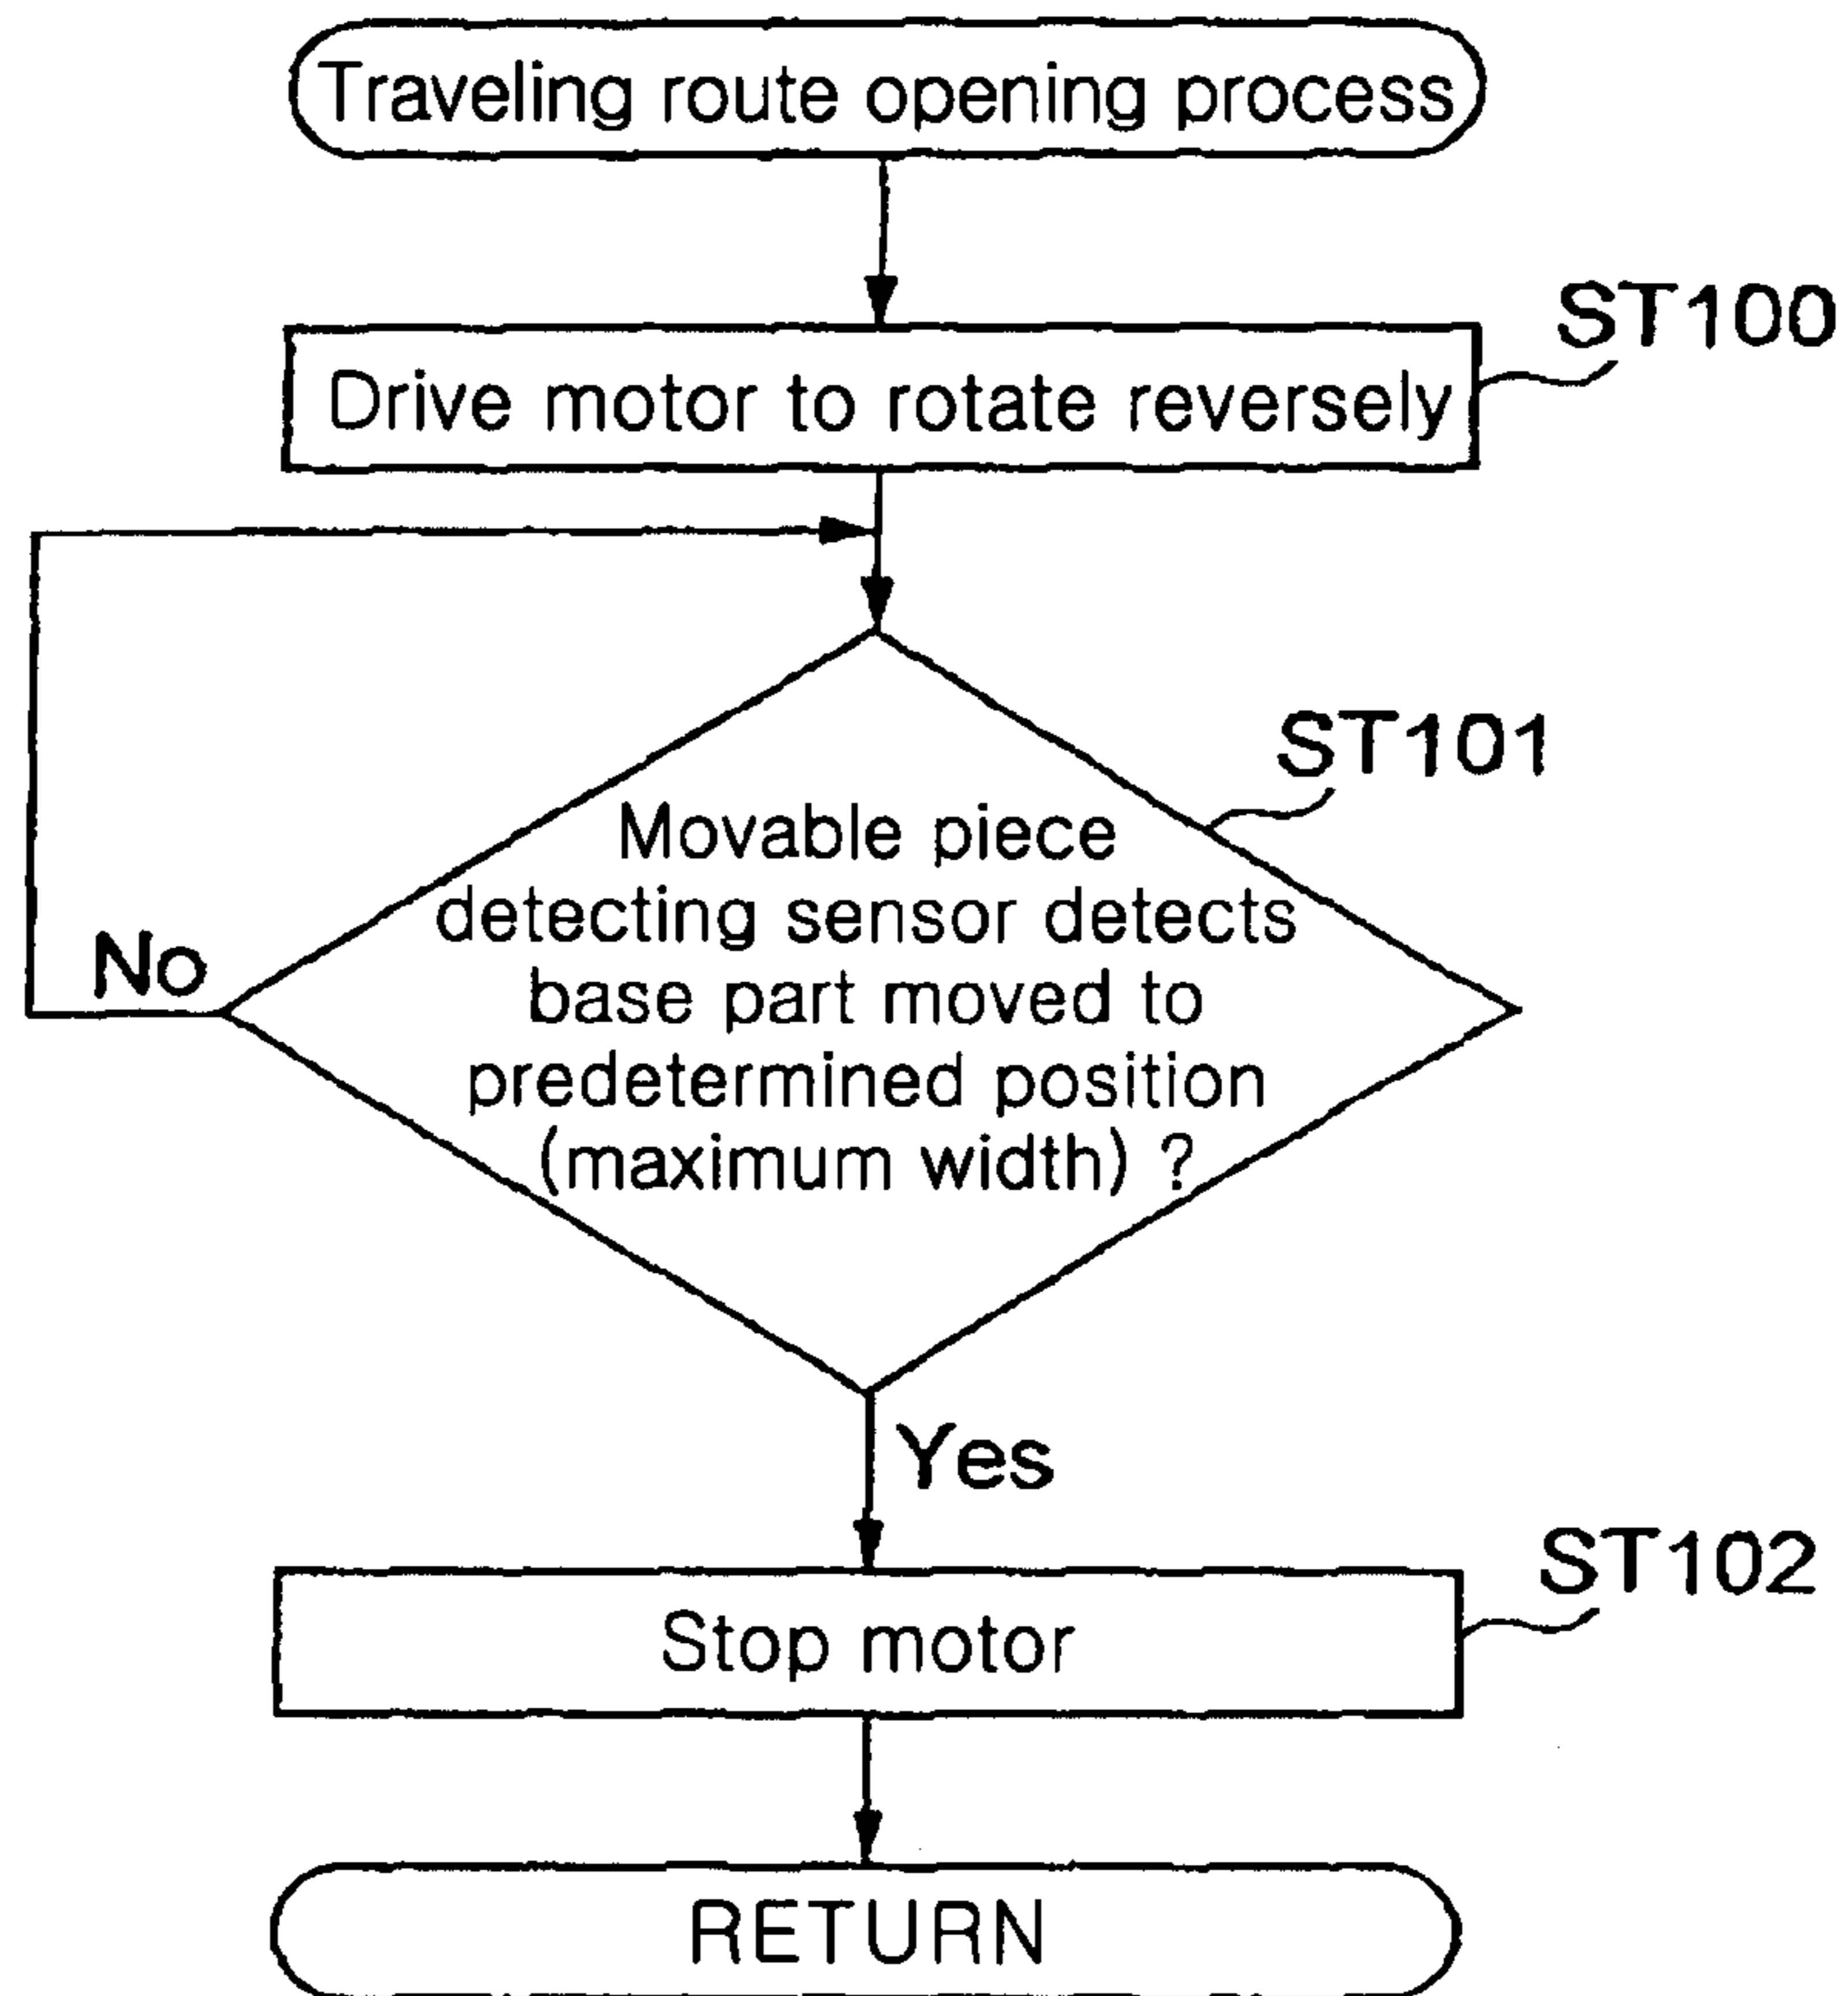 Traveling route opening process
ST100
Drive motor to rotate reversely
ST101
Movable piece
detecting sensor detects
base part moved to
predetermined position
(maximum width) ?
No
Yes
ST102
Stop motor
RETURN